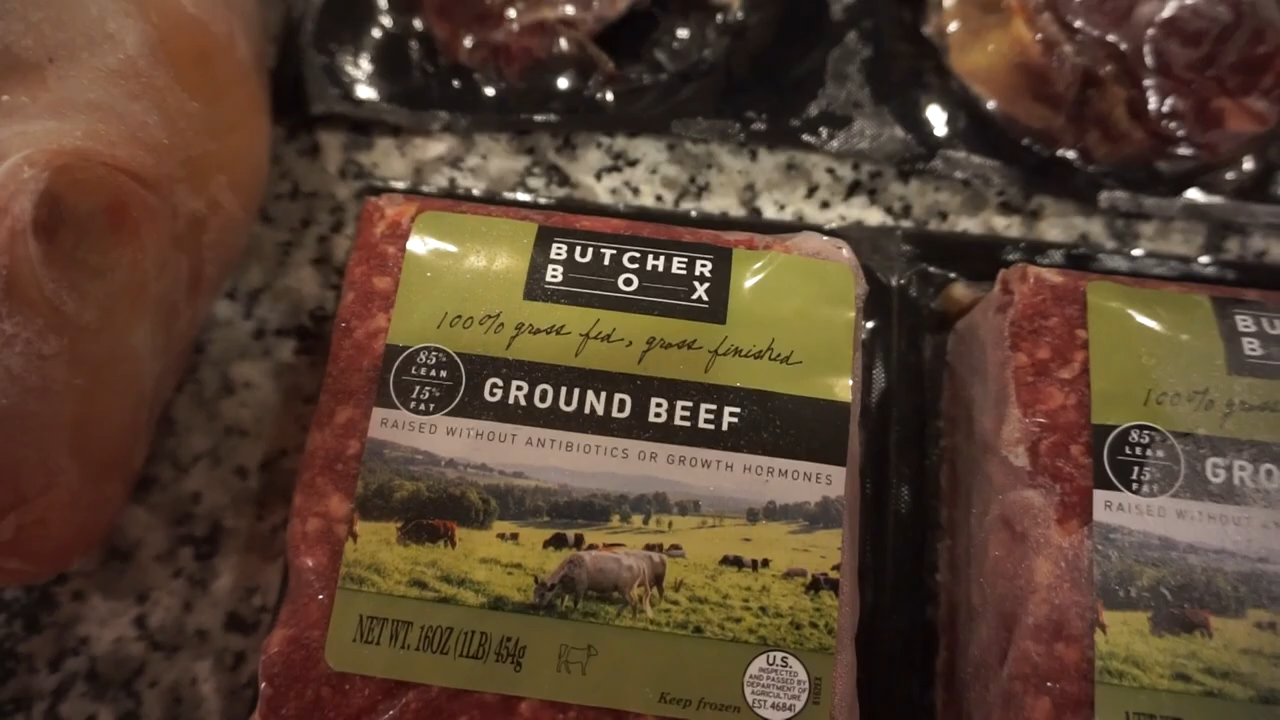 BUTCHER
B O X
100% grass fed, grass finished
85%
LEAN
15%
FAT
GROUND BEEF
RAISED WITHOUT ANTIBIOTICS OR GROWTH HORMONES
NET WT. 16OZ (1LB) 454g
Keep frozen
U.S.
INSPECTED
AND PASSED BY
DEPARTMENT OF
AGRICULTURE
EST. 46841
BU
B
100% grass
85%
LEAN
15%
FAT
GRO
RAISED WITHOUT